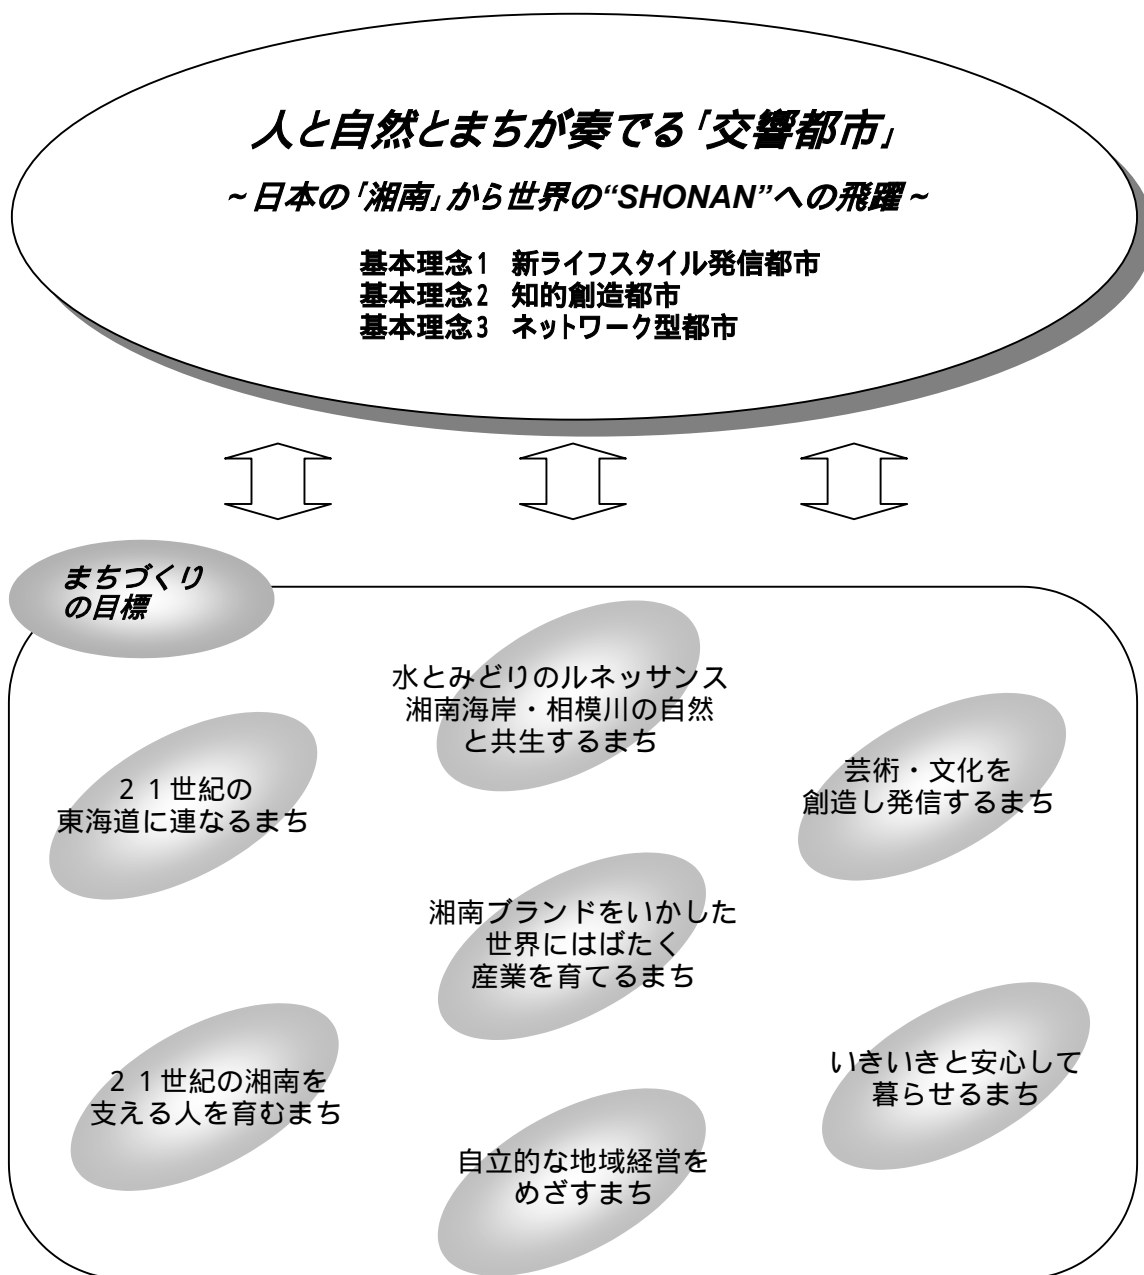 人と自然とまちが奏でる「交響都市」
~日本の「湘南」から世界の“SHONAN”への飛躍~
基本理念1 新ライフスタイル発信都市
基本理念2 知的創造都市
基本理念3 ネットワーク型都市
まちづくり
の目標
水とみどりのルネッサンス
湘南海岸・相模川の自然
と共生するまち
21世紀の
東海道に連なるまち
芸術・文化を
創造し発信するまち
湘南ブランドをいかした
世界にはばたく
産業を育てるまち
21世紀の湘南を
支える人を育むまち
いきいきと安心して
暮らせるまち
自立的な地域経営を
めざすまち